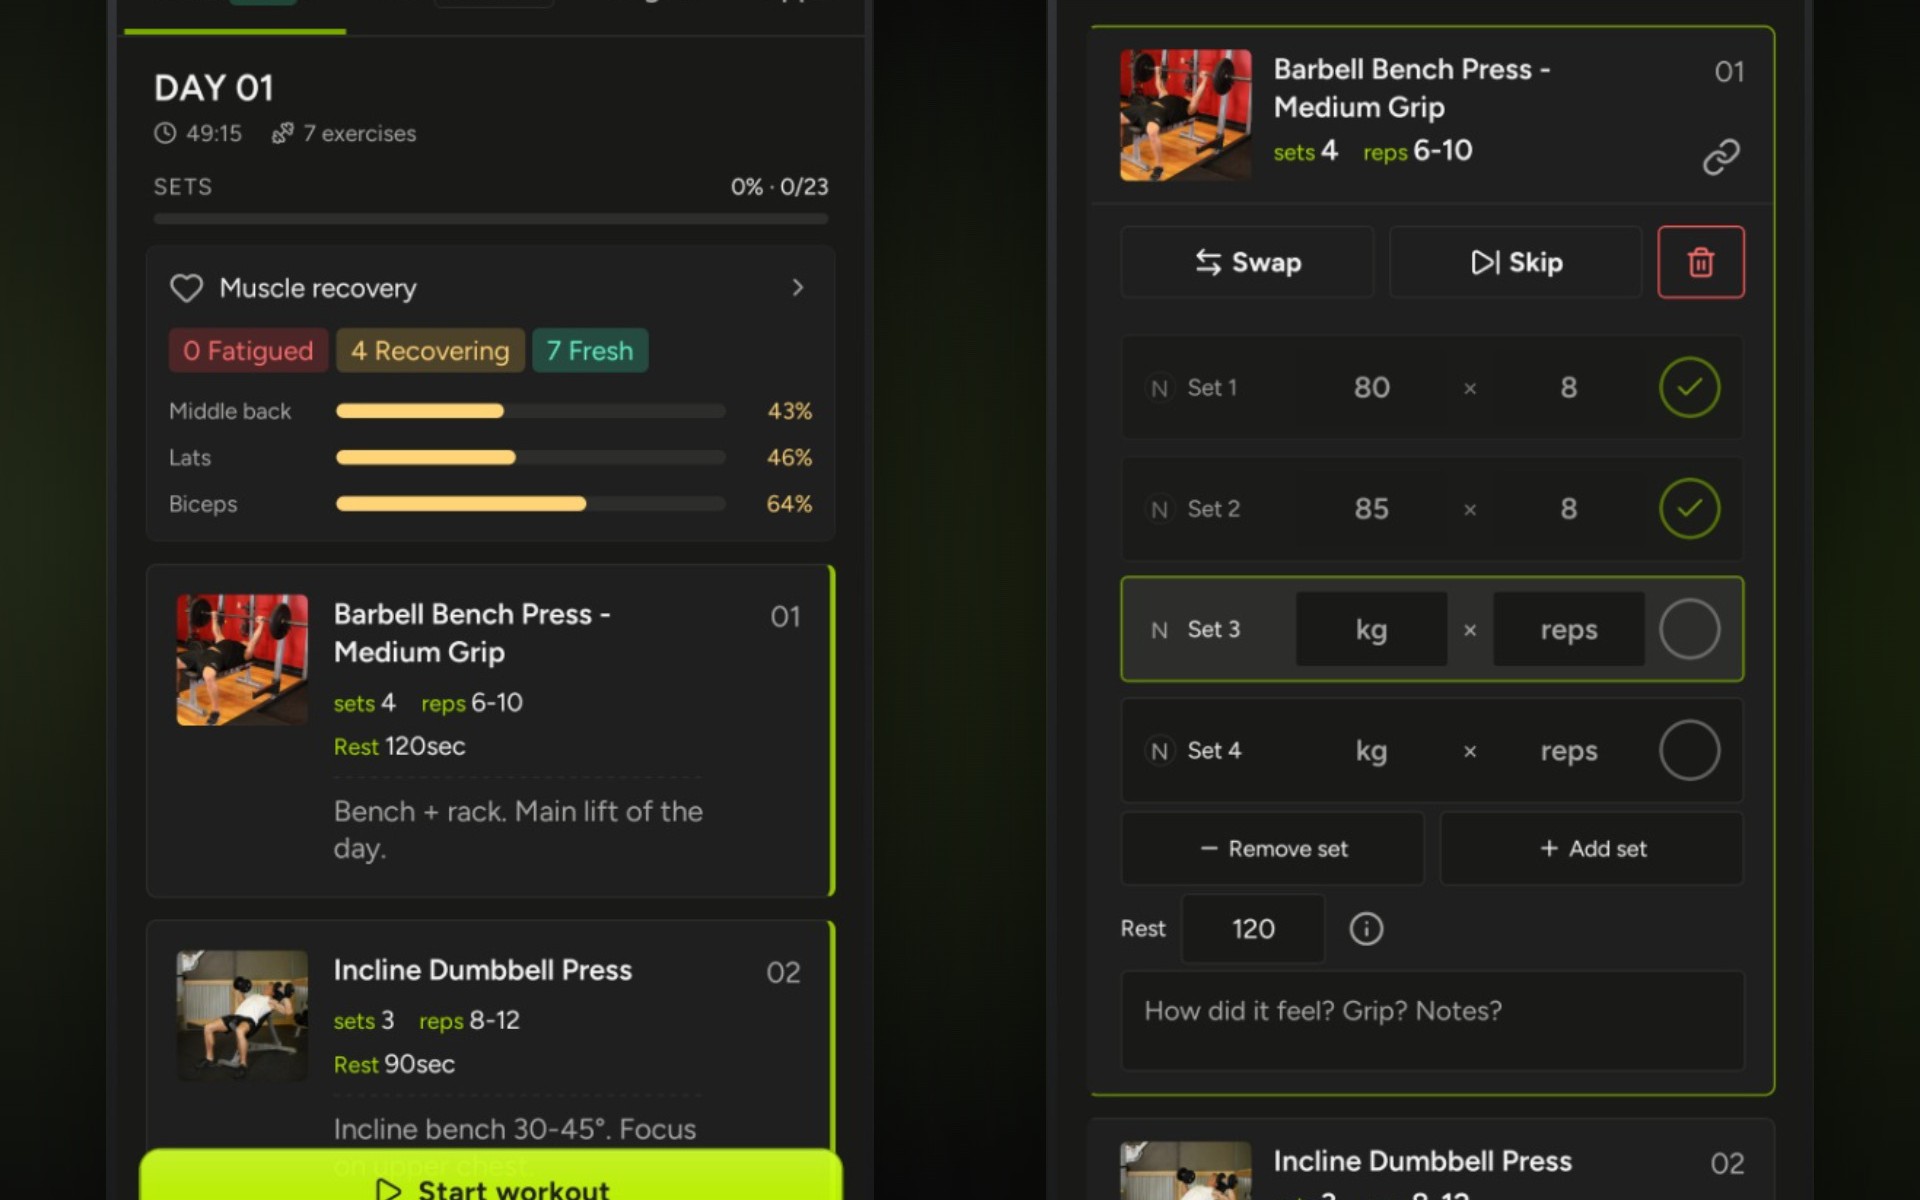 DAY 01
49:15 7 exercises
SETS 0% · 0/23
Muscle recovery
0 Fatigued 4 Recovering 7 Fresh
Middle back 43%
Lats 46%
Biceps 64%
Barbell Bench Press -
Medium Grip
01
sets 4 reps 6-10
Rest 120sec
Bench + rack. Main lift of the
day.
Incline Dumbbell Press 02
sets 3 reps 8-12
Rest 90sec
Incline bench 30-45°. Focus
on upper chest.
Start workout
Barbell Bench Press -
Medium Grip
01
sets 4 reps 6-10
Swap Skip
N Set 1 80 × 8
N Set 2 85 × 8
N Set 3 kg × reps
N Set 4 kg × reps
− Remove set + Add set
Rest 120
How did it feel? Grip? Notes?
Incline Dumbbell Press 02